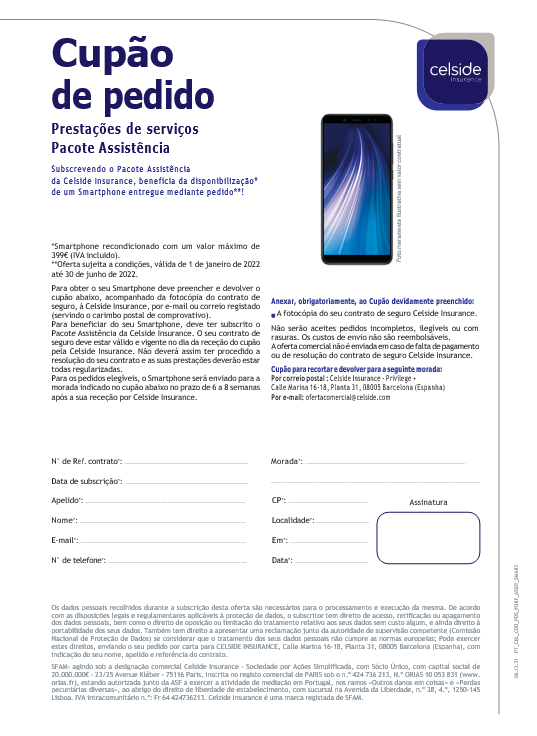 Cupão
de pedido
celside
insurance
Prestações de serviços
Pacote Assistência
Subscrevendo o Pacote Assistência
da Celside Insurance, beneficia da disponibilização*
de um Smartphone entregue mediante pedido**!
Foto meramente ilustrativa sem valor contratual
*Smartphone recondicionado com um valor máximo de
399€ (IVA incluído).
**Oferta sujeita a condições, válida de 1 de janeiro de 2022
até 30 de junho de 2022.
Para obter o seu Smartphone deve preencher e devolver o
cupão abaixo, acompanhado da fotocópia do contrato de
seguro, à Celside Insurance, por e-mail ou correio registado
(servindo o carimbo postal de comprovativo).
Para beneficiar do seu Smartphone, deve ter subscrito o
Pacote Assistência da Celside Insurance. O seu contrato de
seguro deve estar válido e vigente no dia da receção do cupão
pela Celside Insurance. Não deverá assim ter procedido a
resolução do seu contrato e as suas prestações deverão estar
todas regularizadas.
Para os pedidos elegíveis, o Smartphone será enviado para a
morada indicado no cupão abaixo no prazo de 6 a 8 semanas
após a sua receção por Celside Insurance.
Anexar, obrigatoriamente, ao Cupão devidamente preenchido:
■ A fotocópia do seu contrato de seguro Celside Insurance.
Não serão aceites pedidos incompletos, ilegíveis ou com
rasuras. Os custos de envio não são reembolsáveis.
A oferta comercial não é enviada em caso de falta de pagamento
ou de resolução do contrato de seguro Celside Insurance.
Cupão para recortar e devolver para a seguinte morada:
Por correio postal : Celside Insurance - Privilege +
Calle Marina 16-18, Planta 31, 08005 Barcelona (Espanha)
Por e-mail: ofertacomercial@celside.com
N° de Ref. contrato*:
Data de subscrição*:
Apelido*:
Nome*:
E-mail*:
N° de telefone*:
Morada*:
CP*:
Localidade*:
Em*:
Data*:
Assinatura
Os dados pessoais recolhidos durante a subscrição desta oferta são necessários para o processamento e execução da mesma. De acordo
com as disposições legais e regulamentares aplicáveis à proteção de dados, o subscritor tem direito de acesso, retificação ou apagamento
dos dados pessoais, bem como o direito de oposição ou limitação do tratamento relativo aos seus dados sem custo algum, e ainda direito à
portabilidade dos seus dados. Também tem direito a apresentar uma reclamação junto da autoridade de supervisão competente (Comissão
Nacional de Proteção de Dados) se considerar que o tratamento dos seus dados pessoais não cumpre as normas europeias; Pode exercer
estes direitos, enviando o seu pedido por carta para CELSIDE INSURANCE, Calle Marina 16-18, Planta 31, 08005 Barcelona (Espanha), com
indicação do seu nome, apelido e referência do contrato.
SFAM- agindo sob a designação comercial Celside Insurance - Sociedade por Ações Simplificada, com Sócio Único, com capital social de
20.000.000€ - 23/25 Avenue Kléber - 75116 Paris, Inscrita no registo comercial de PARIS sob o n.º 424 736 213, N.º ORIAS 10 053 831 (www.
orias.fr), estando autorizada junto da ASF a exercer a atividade de mediação em Portugal, nos ramos «Outros danos em coisas» e «Perdas
pecuniárias diversas», ao abrigo do direito de liberdade de estabelecimento, com sucursal na Avenida da Liberdade, n.º 38, 4.º, 1250-145
Lisboa. IVA Intracomunitário n.º: Fr 64 424736213. Celside Insurance é uma marca registada de SFAM.